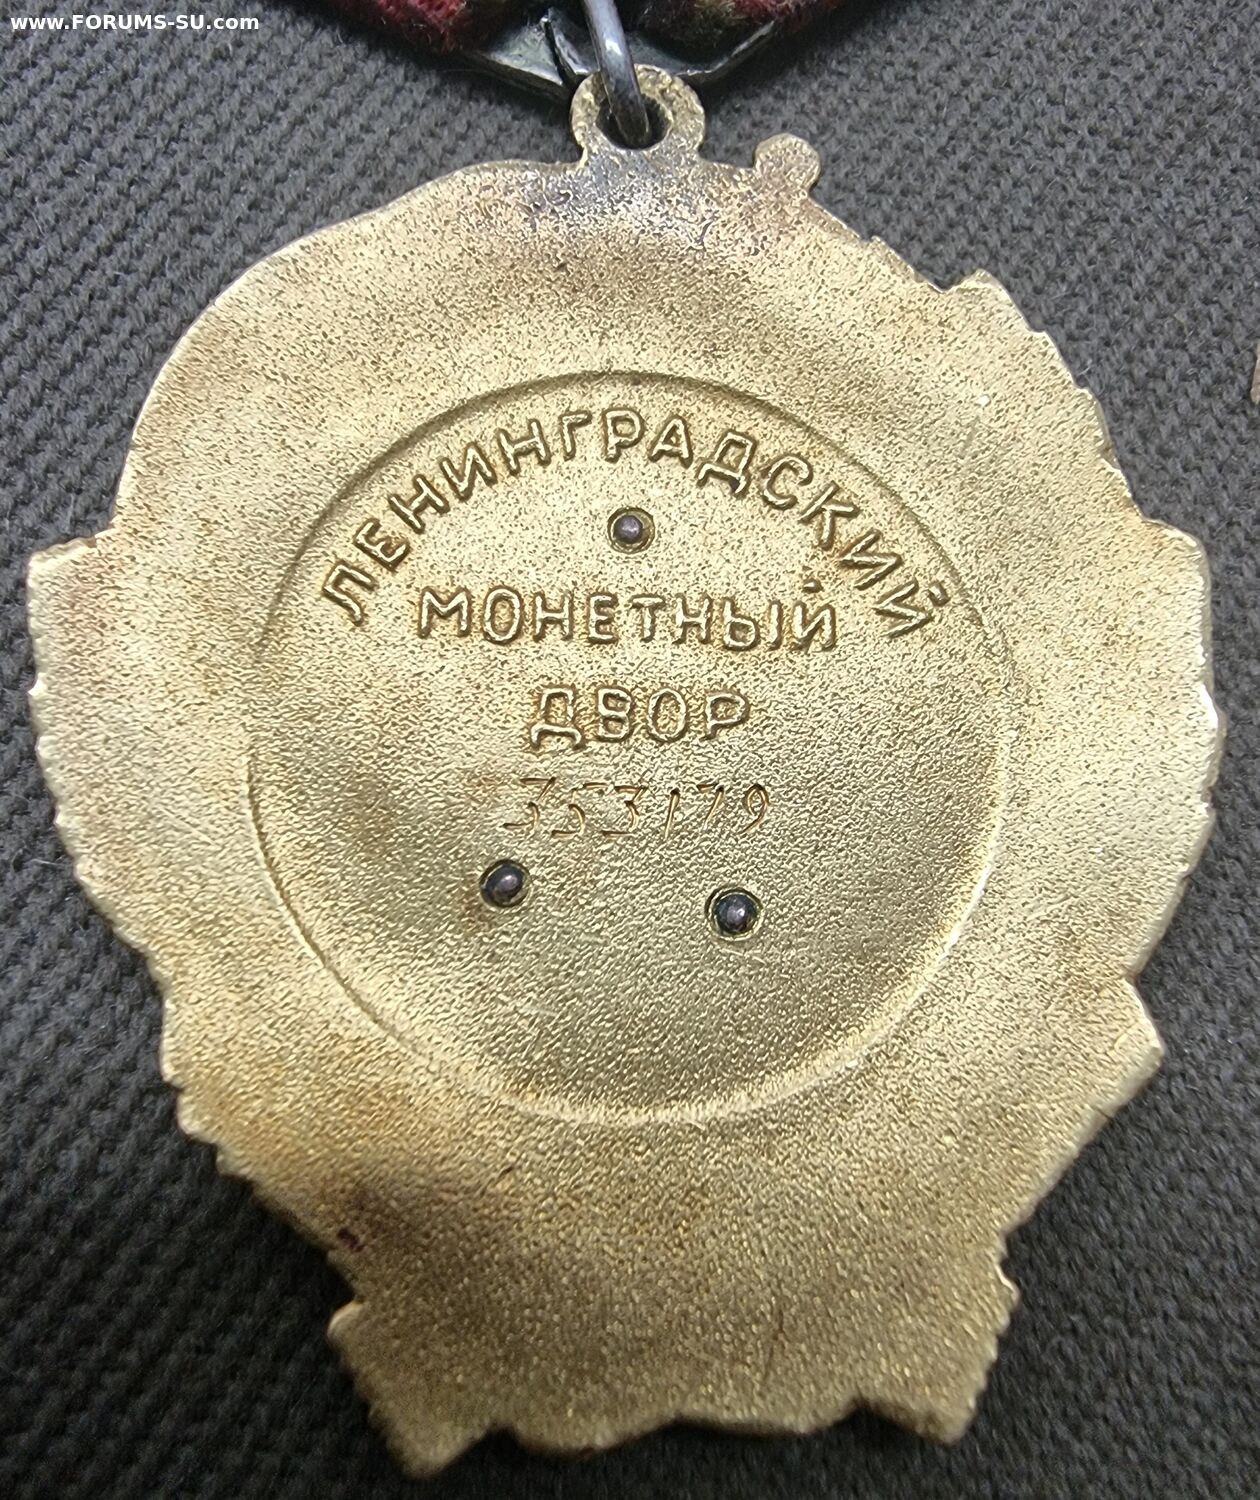 www.FORUMS-SU.com
ЛЕНИНГРАДСКИЙ
МОНЕТНЫЙ
ДВОР
353179